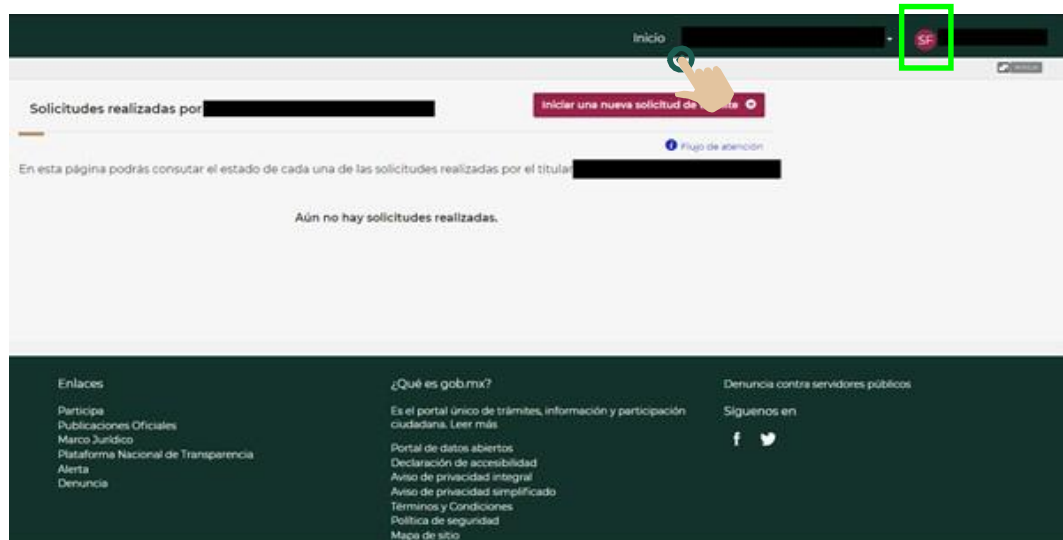 Inicio
SF
Solicitudes realizadas por
Iniciar una nueva solicitud de
Flujo de atención
En esta página podrás consutar el estado de cada una de las solicitudes realizadas por el titular
Aún no hay solicitudes realizadas.
Enlaces
Participa
Publicaciones Oficiales
Marco Jurídico
Plataforma Nacional de Transparencia
Alerta
Denuncia
¿Qué es gob.mx?
Es el portal único de trámites, información y participación
ciudadana. Leer más
Portal de datos abiertos
Declaración de accesibilidad
Aviso de privacidad integral
Aviso de privacidad simplificado
Términos y Condiciones
Política de seguridad
Mapa de sitio
Denuncia contra servidores públicos
Síguenos en